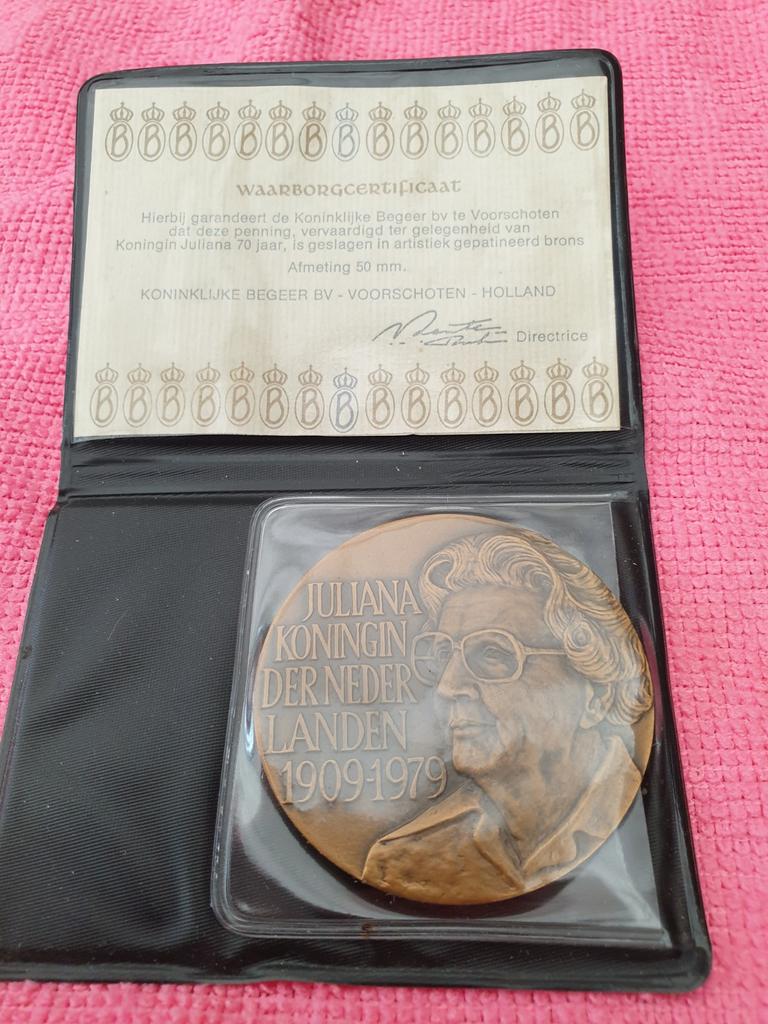 B B B B B B B B B B B B B B B
WAARBORGCERTIFICAAT
Hierbij garandeert de Koninklijke Begeer bv te Voorschoten
dat deze penning, vervaardigd ter gelegenheid van
Koningin Juliana 70 jaar, is geslagen in artistiek gepatineerd brons
Afmeting 50 mm.
KONINKLIJKE BEGEER BV - VOORSCHOTEN - HOLLAND
Directrice
B B B B B B B B B B B B B B B
JULIANA
KONINGIN
DER NEDER
LANDEN
1909-1979